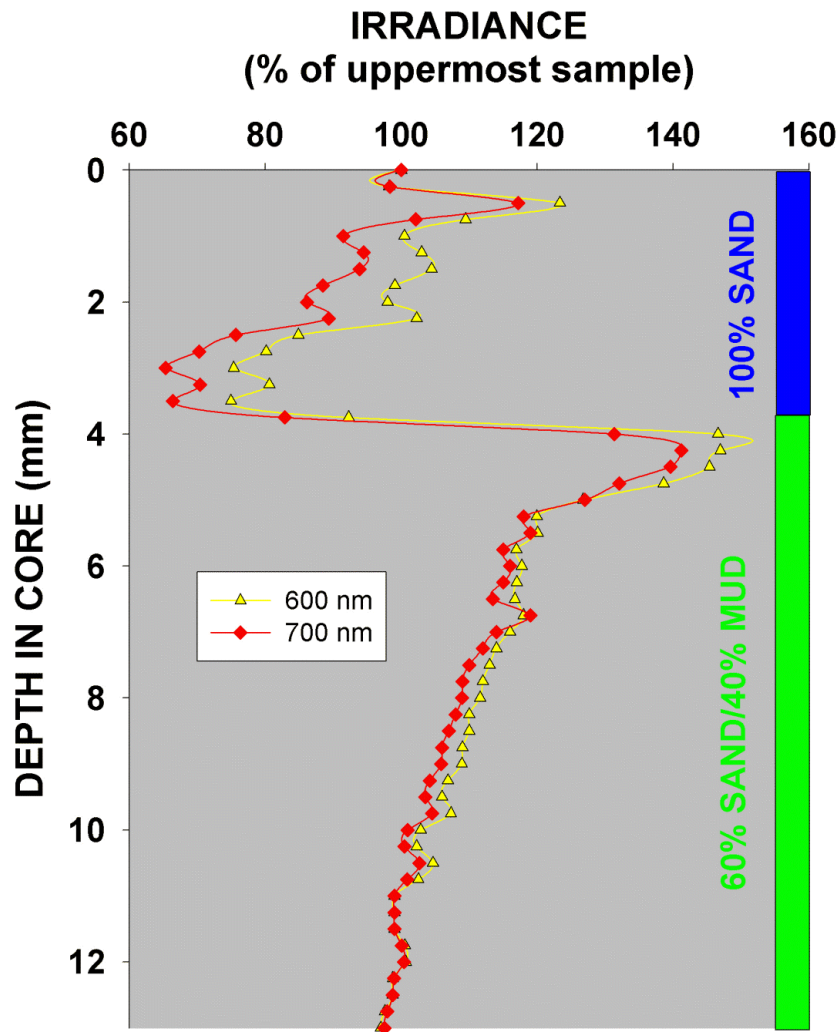 IRRADIANCE
(% of uppermost sample)
60 80 100 120 140 160
0
2
4
6
8
10
12
DEPTH IN CORE (mm)
600 nm
700 nm
100% SAND
60% SAND/40% MUD